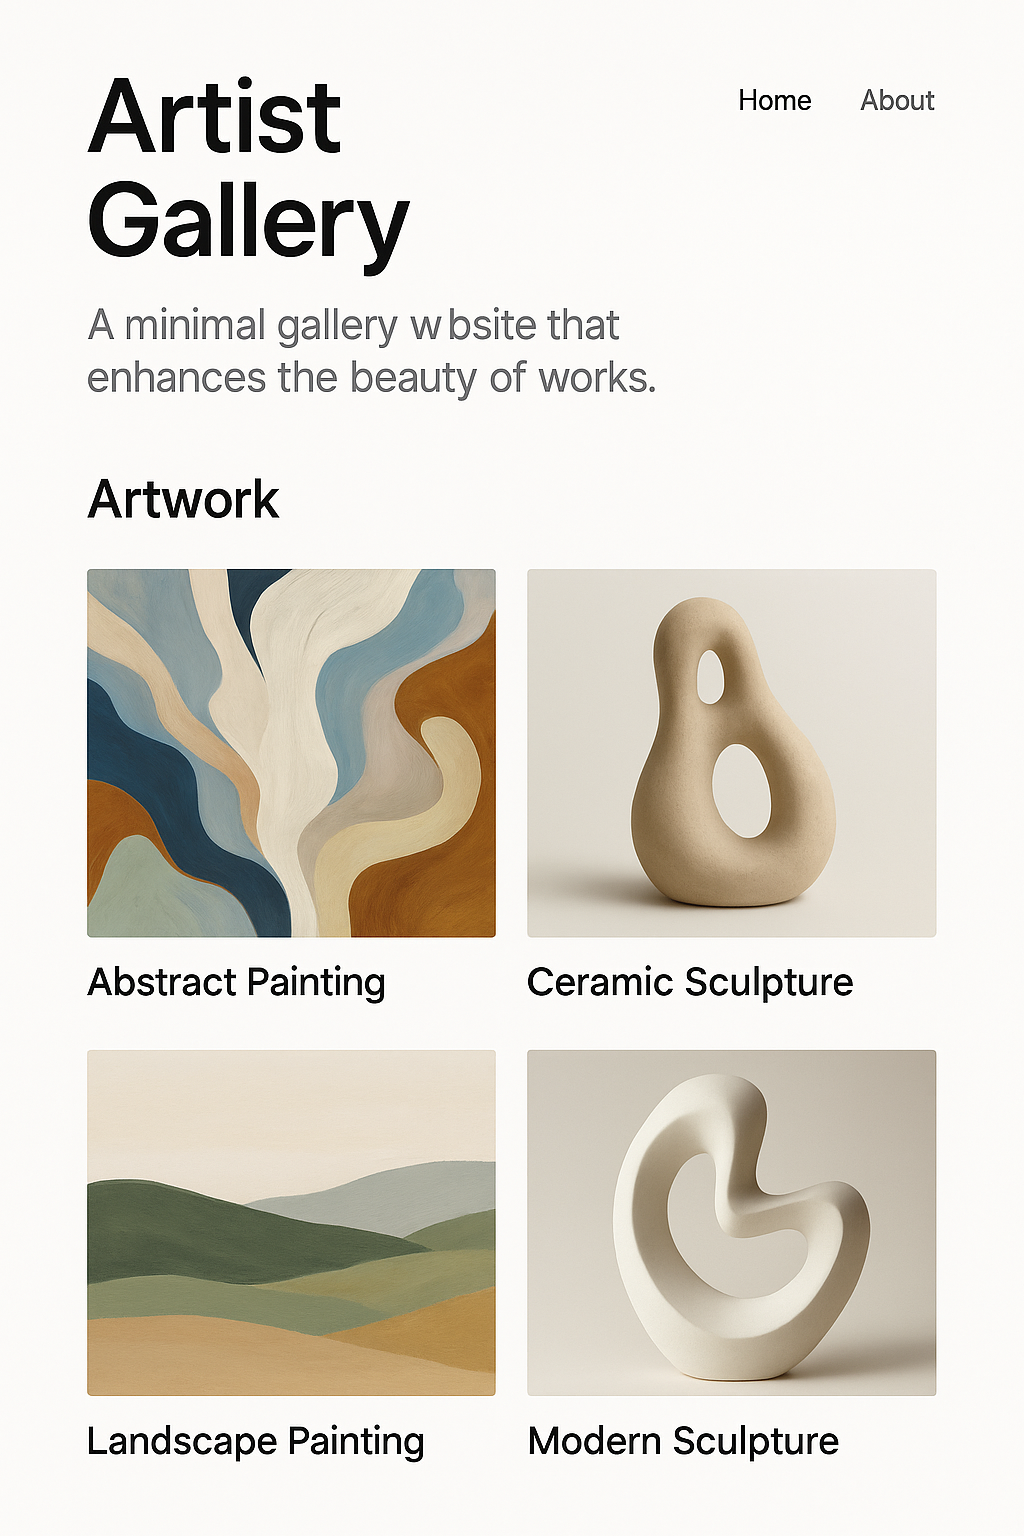 Artist
Gallery
Home
About
A minimal gallery w bsite that
enhances the beauty of works.
Artwork
Abstract Painting
Ceramic Sculpture
Landscape Painting
Modern Sculpture